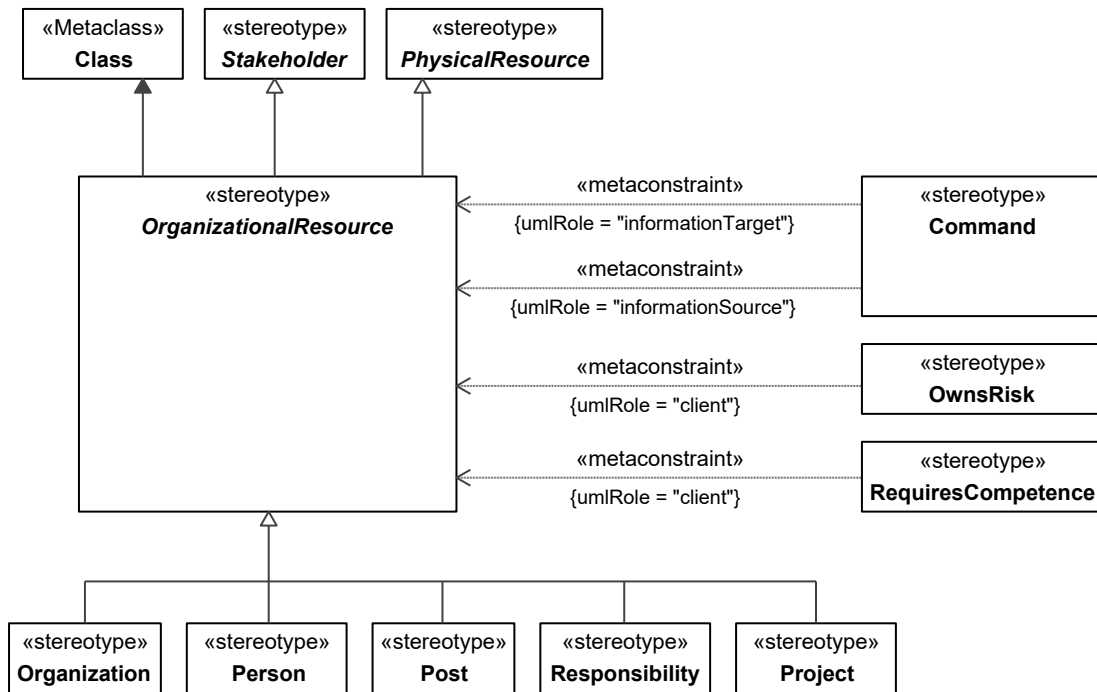 «Metaclass»
Class
«stereotype»
Stakeholder
«stereotype»
PhysicalResource
«stereotype»
OrganizationalResource
«metaconstraint»
{umlRole = "informationTarget"}
«metaconstraint»
{umlRole = "informationSource"}
«stereotype»
Command
«metaconstraint»
{umlRole = "client"}
«stereotype»
OwnsRisk
«metaconstraint»
{umlRole = "client"}
«stereotype»
RequiresCompetence
«stereotype»
Organization
«stereotype»
Person
«stereotype»
Post
«stereotype»
Responsibility
«stereotype»
Project